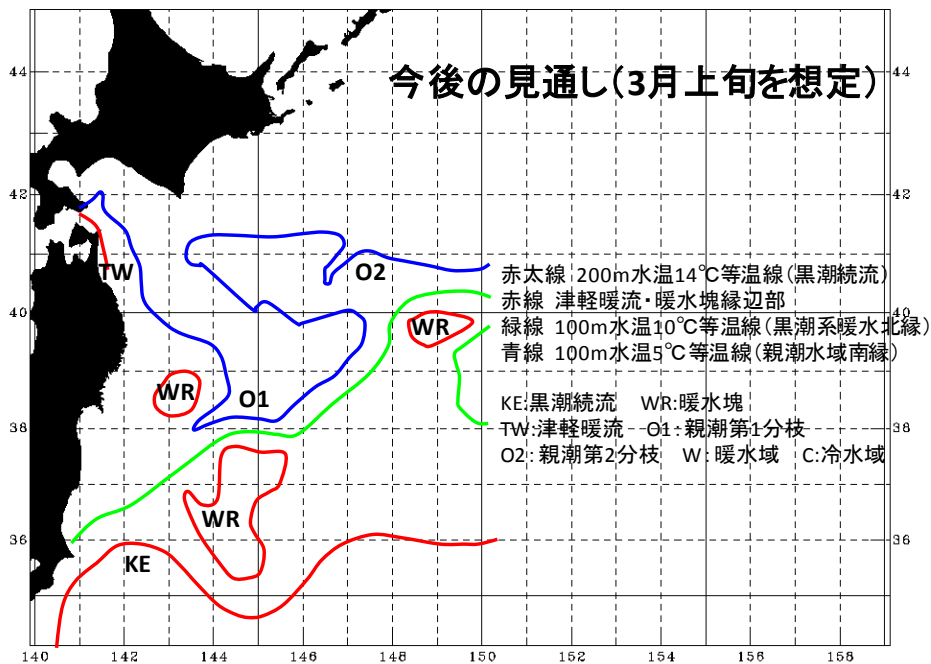 今後の見通し(3月上旬を想定)
44
44
42
42
TW
O2
赤太線 200m水温14℃等温線(黒潮続流)
赤線 津軽暖流・暖水塊縁辺部
緑線 100m水温10℃等温線(黒潮系暖水北縁)
青線 100m水温5℃等温線(親潮水域南縁)
40
WR
40
WR
O1
KE:黒潮続流 WR:暖水塊
TW:津軽暖流 O1:親潮第1分枝
O2:親潮第2分枝 W:暖水域 C:冷水域
38
38
WR
36
KE
36
140 142 144 146 148 150 152 154 156 158